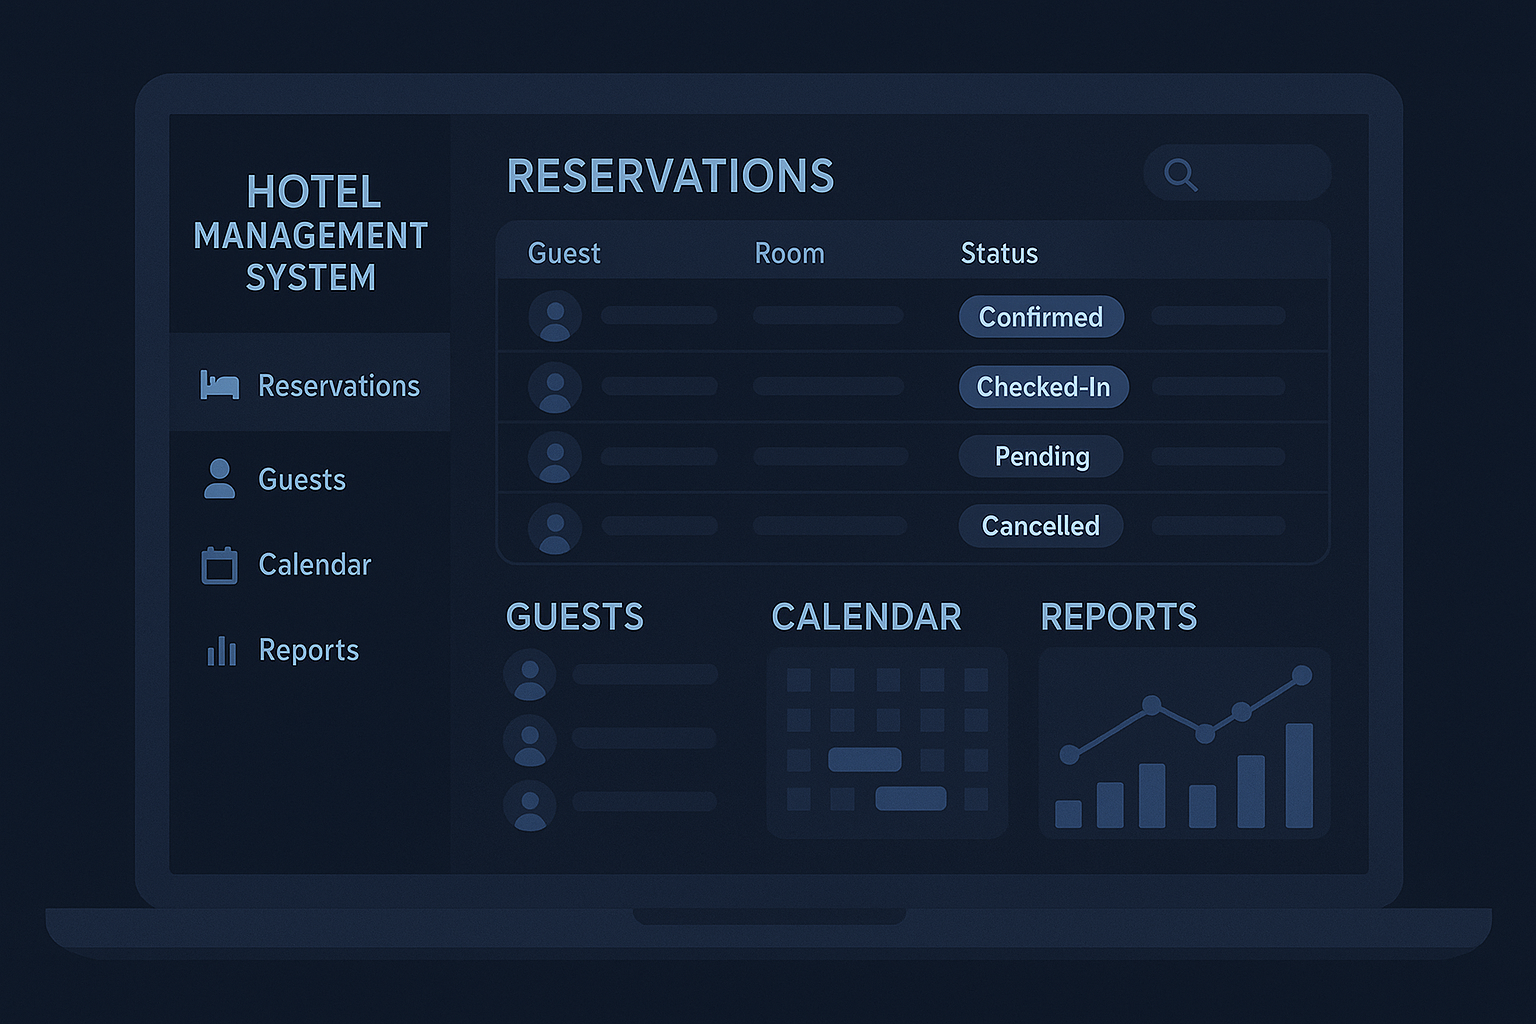 HOTEL
MANAGEMENT
SYSTEM
Reservations
Guests
Calendar
Reports
RESERVATIONS
Guest Room Status
Confirmed
Checked-In
Pending
Cancelled
GUESTS
CALENDAR
REPORTS